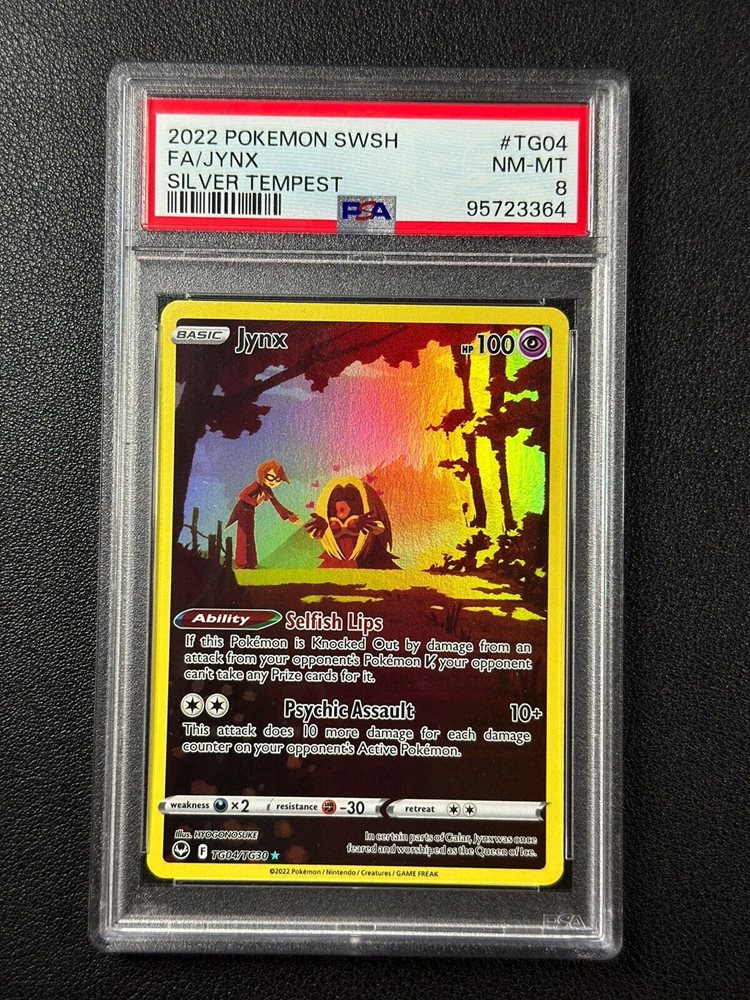 2022 POKEMON SWSH #TG04
FA/JYNX NM-MT
SILVER TEMPEST 8
PSA 95723364
BASIC Jynx HP 100
Ability Selfish Lips
If this Pokémon is Knocked Out by damage from an
attack from your opponent's Pokémon V, your opponent
can't take any Prize cards for it.
Psychic Assault 10+
This attack does 10 more damage for each damage
counter on your opponent's Active Pokémon.
weakness ×2 resistance -30 retreat
Illus. HYOGONOSUKE
In certain parts of Galar, Jynx was once
feared and worshiped as the Queen of Ice.
F TG04/TG30
©2022 Pokémon / Nintendo / Creatures / GAME FREAK
PSA